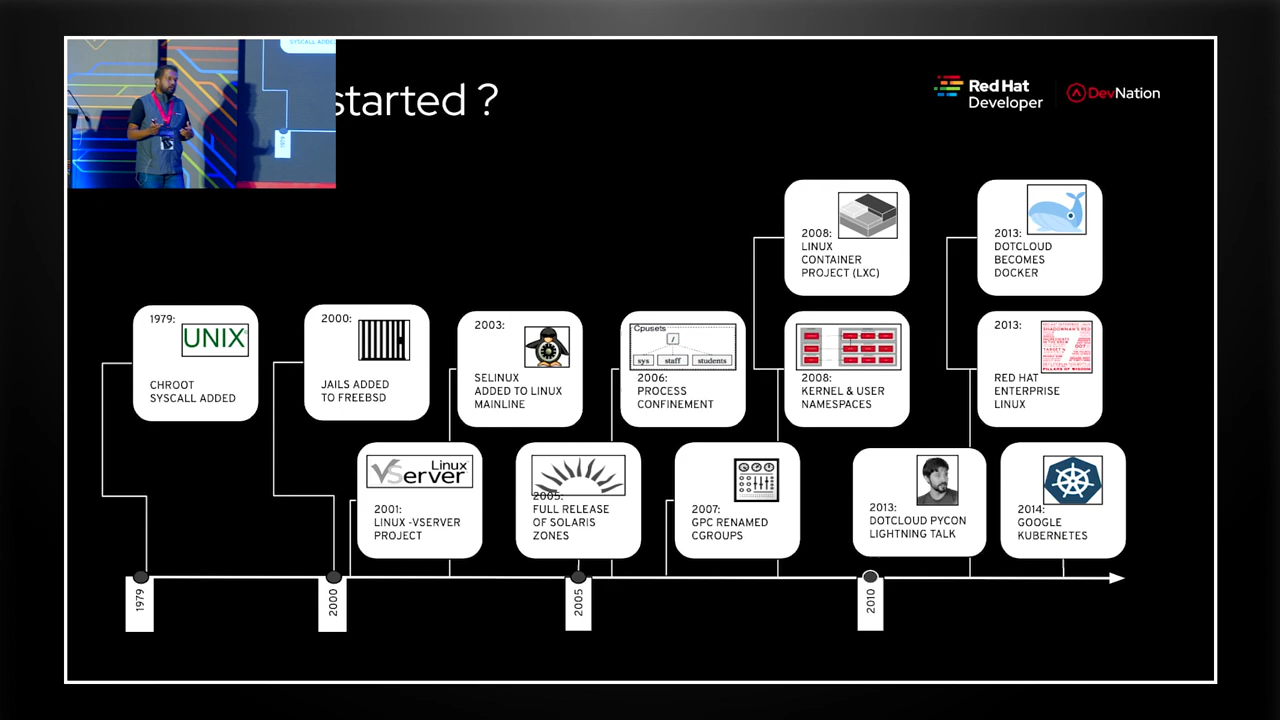 SYSCALL ADDED
started ?
Red Hat
Developer
DevNation
2008:
LINUX
CONTAINER
PROJECT (LXC)
2013:
DOTCLOUD
BECOMES
DOCKER
1979:
UNIX
CHROOT
SYSCALL ADDED
2000:
JAILS ADDED
TO FREEBSD
2003:
SELINUX
ADDED TO LINUX
MAINLINE
Cpusets
/
sys
staff
students
2006:
PROCESS
CONFINEMENT
2008:
KERNEL & USER
NAMESPACES
2013:
RED HAT
ENTERPRISE
LINUX
Linux
VServer
2001:
LINUX -VSERVER
PROJECT
2005:
FULL RELEASE
OF SOLARIS
ZONES
2007:
GPC RENAMED
CGROUPS
2013:
DOTCLOUD PYCON
LIGHTNING TALK
2014:
GOOGLE
KUBERNETES
1979
2000
2005
2010
1979